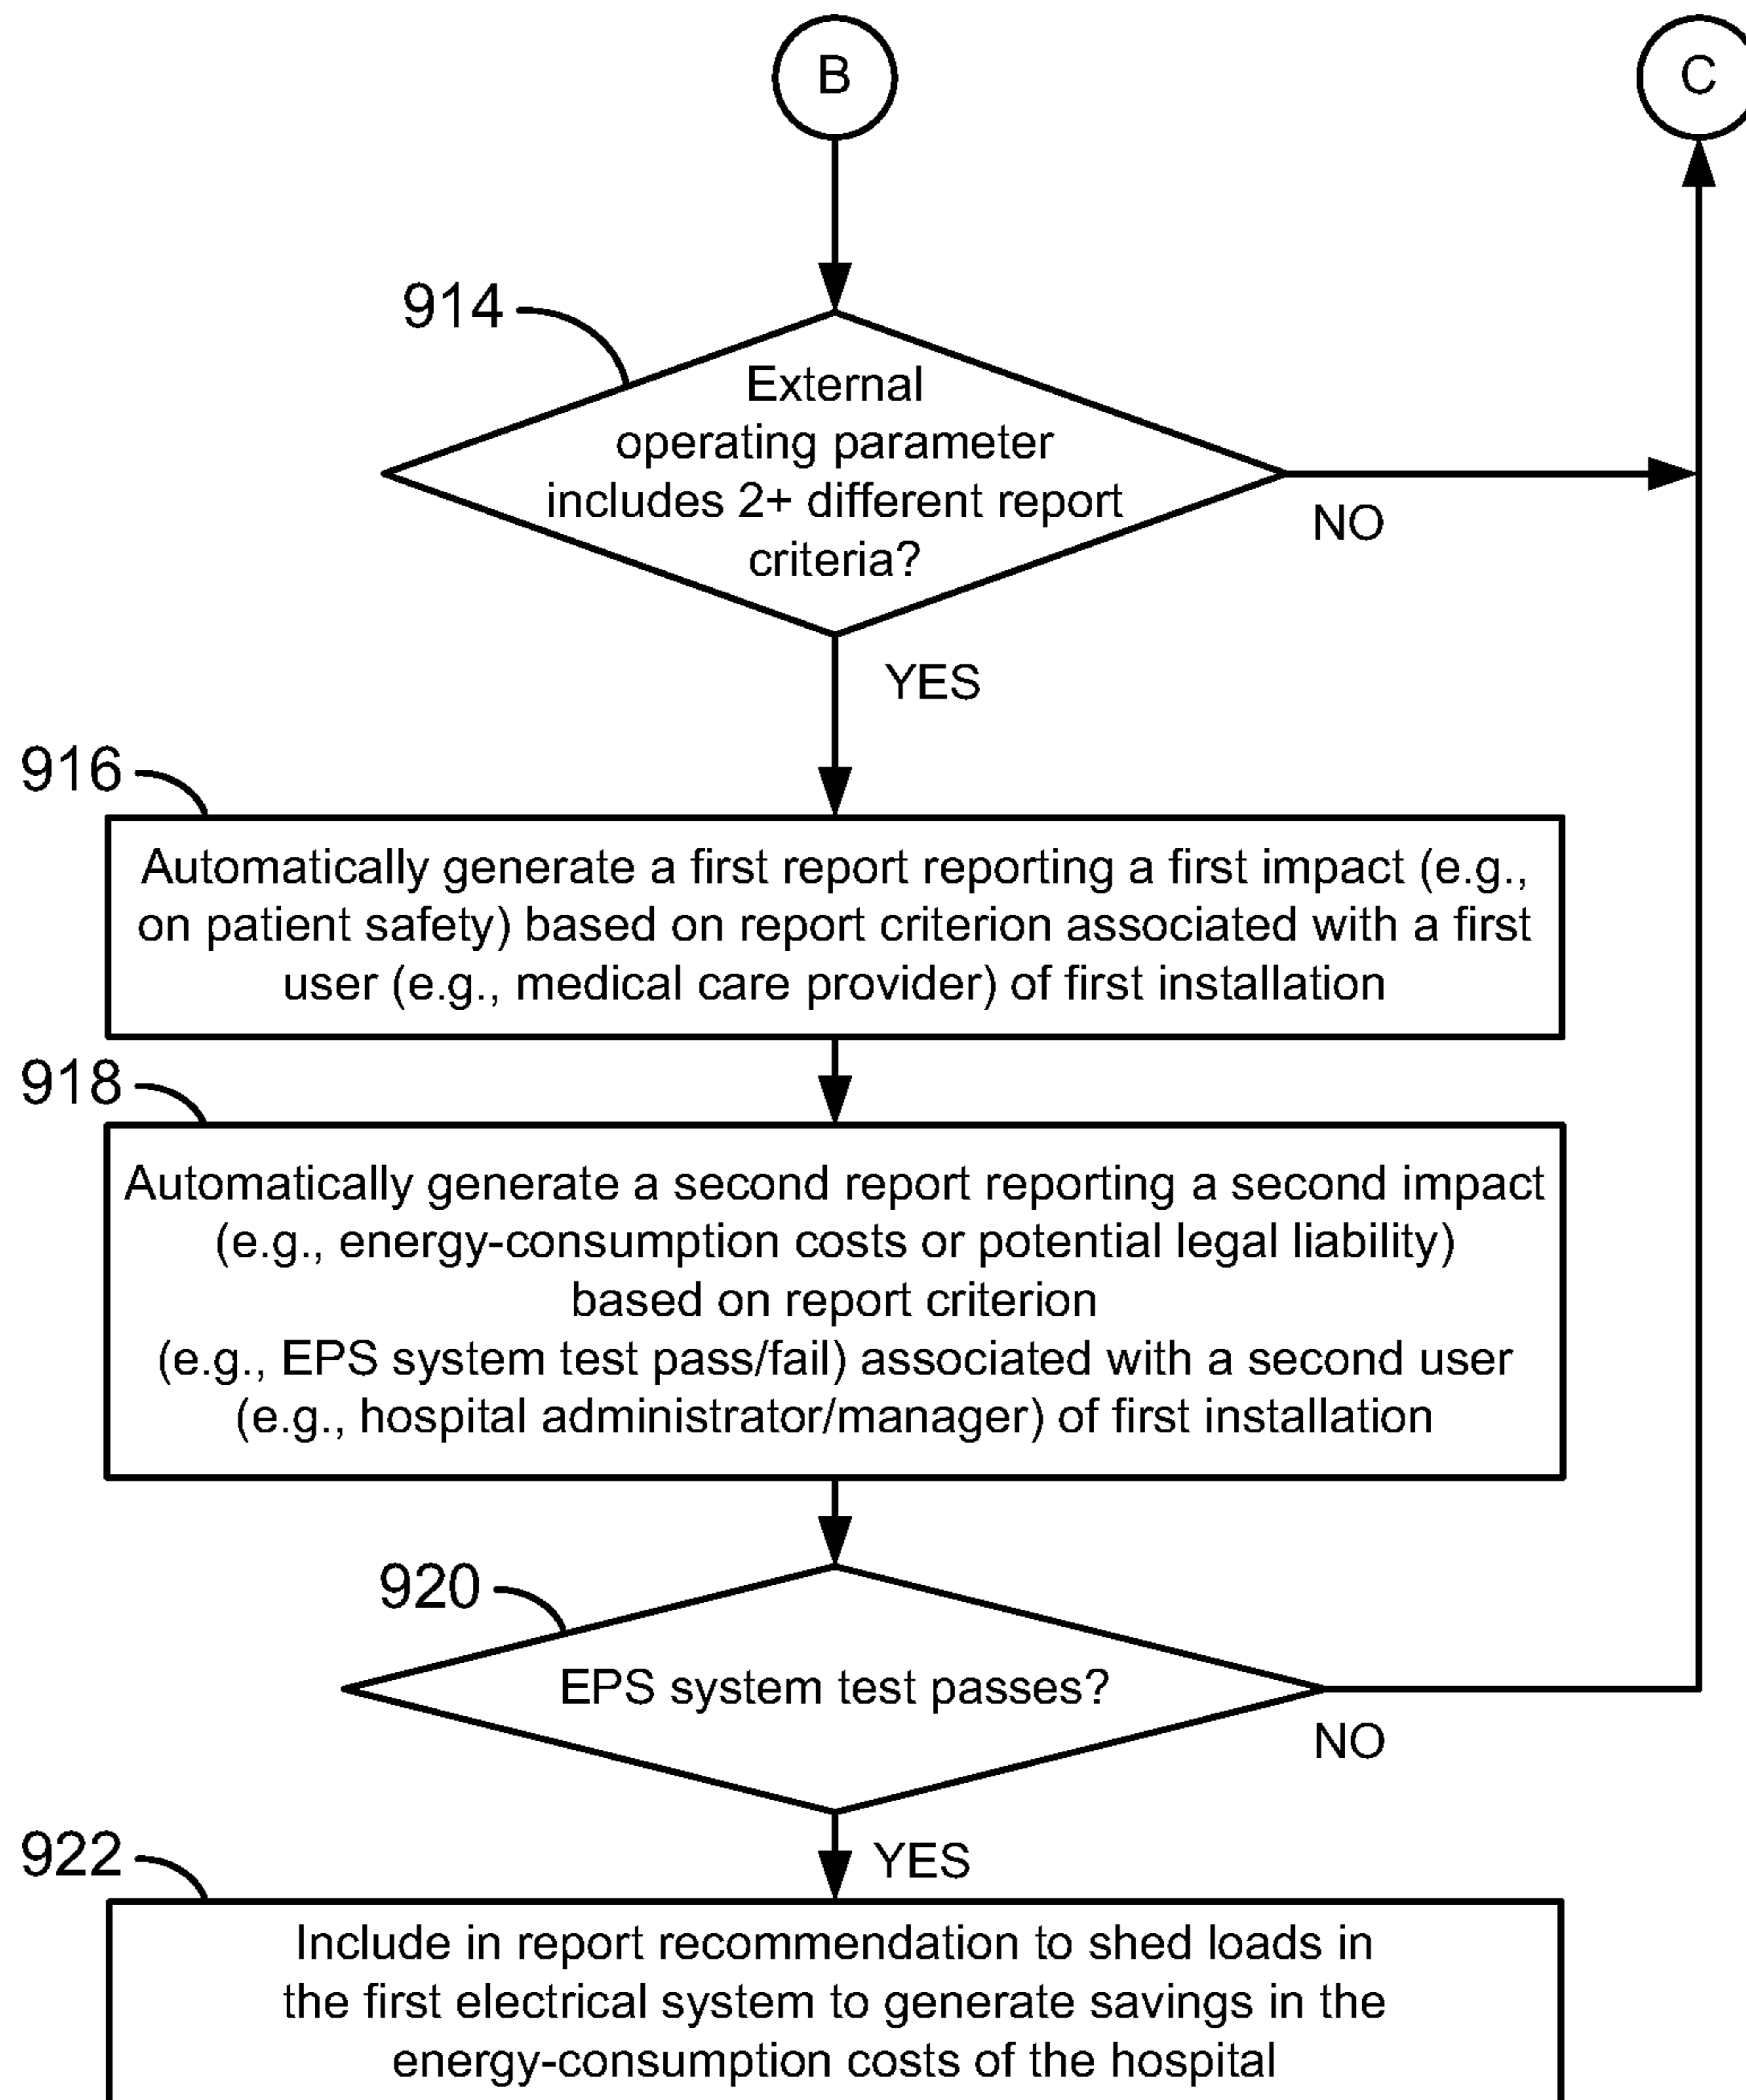 B
C
914
External
operating parameter
includes 2+ different report
criteria?
NO
YES
916
Automatically generate a first report reporting a first impact (e.g.,
on patient safety) based on report criterion associated with a first
user (e.g., medical care provider) of first installation
918
Automatically generate a second report reporting a second impact
(e.g., energy-consumption costs or potential legal liability)
based on report criterion
(e.g., EPS system test pass/fail) associated with a second user
(e.g., hospital administrator/manager) of first installation
920
EPS system test passes?
NO
YES
922
Include in report recommendation to shed loads in
the first electrical system to generate savings in the
energy-consumption costs of the hospital